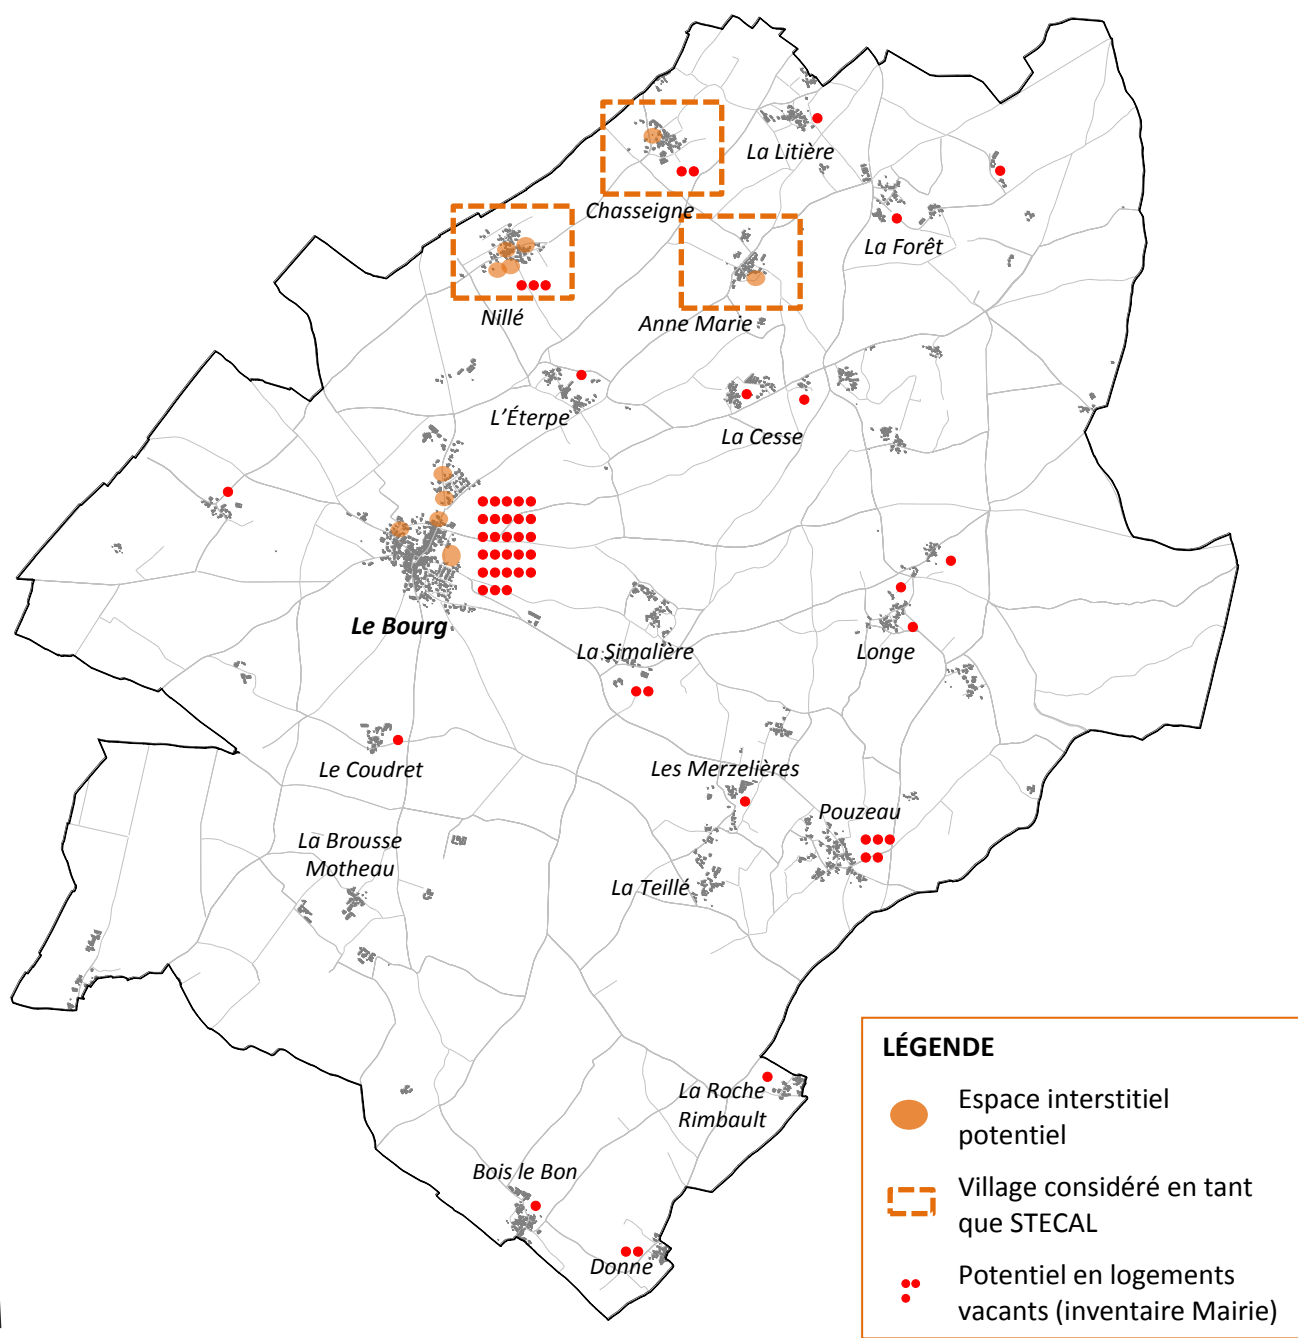 La Litière
Chasseigne
La Forêt
Nillé
Anne Marie
L'Éterpe
La Cesse
Le Bourg
La Simalière
Longe
Le Coudret
Les Merzelières
Pouzeau
La Brousse
Motheau
La Teillé
La Roche
Rimbault
Bois le Bon
Donne
LÉGENDE
Espace interstitiel
potentiel
Village considéré en tant
que STECAL
Potentiel en logements
vacants (inventaire Mairie)